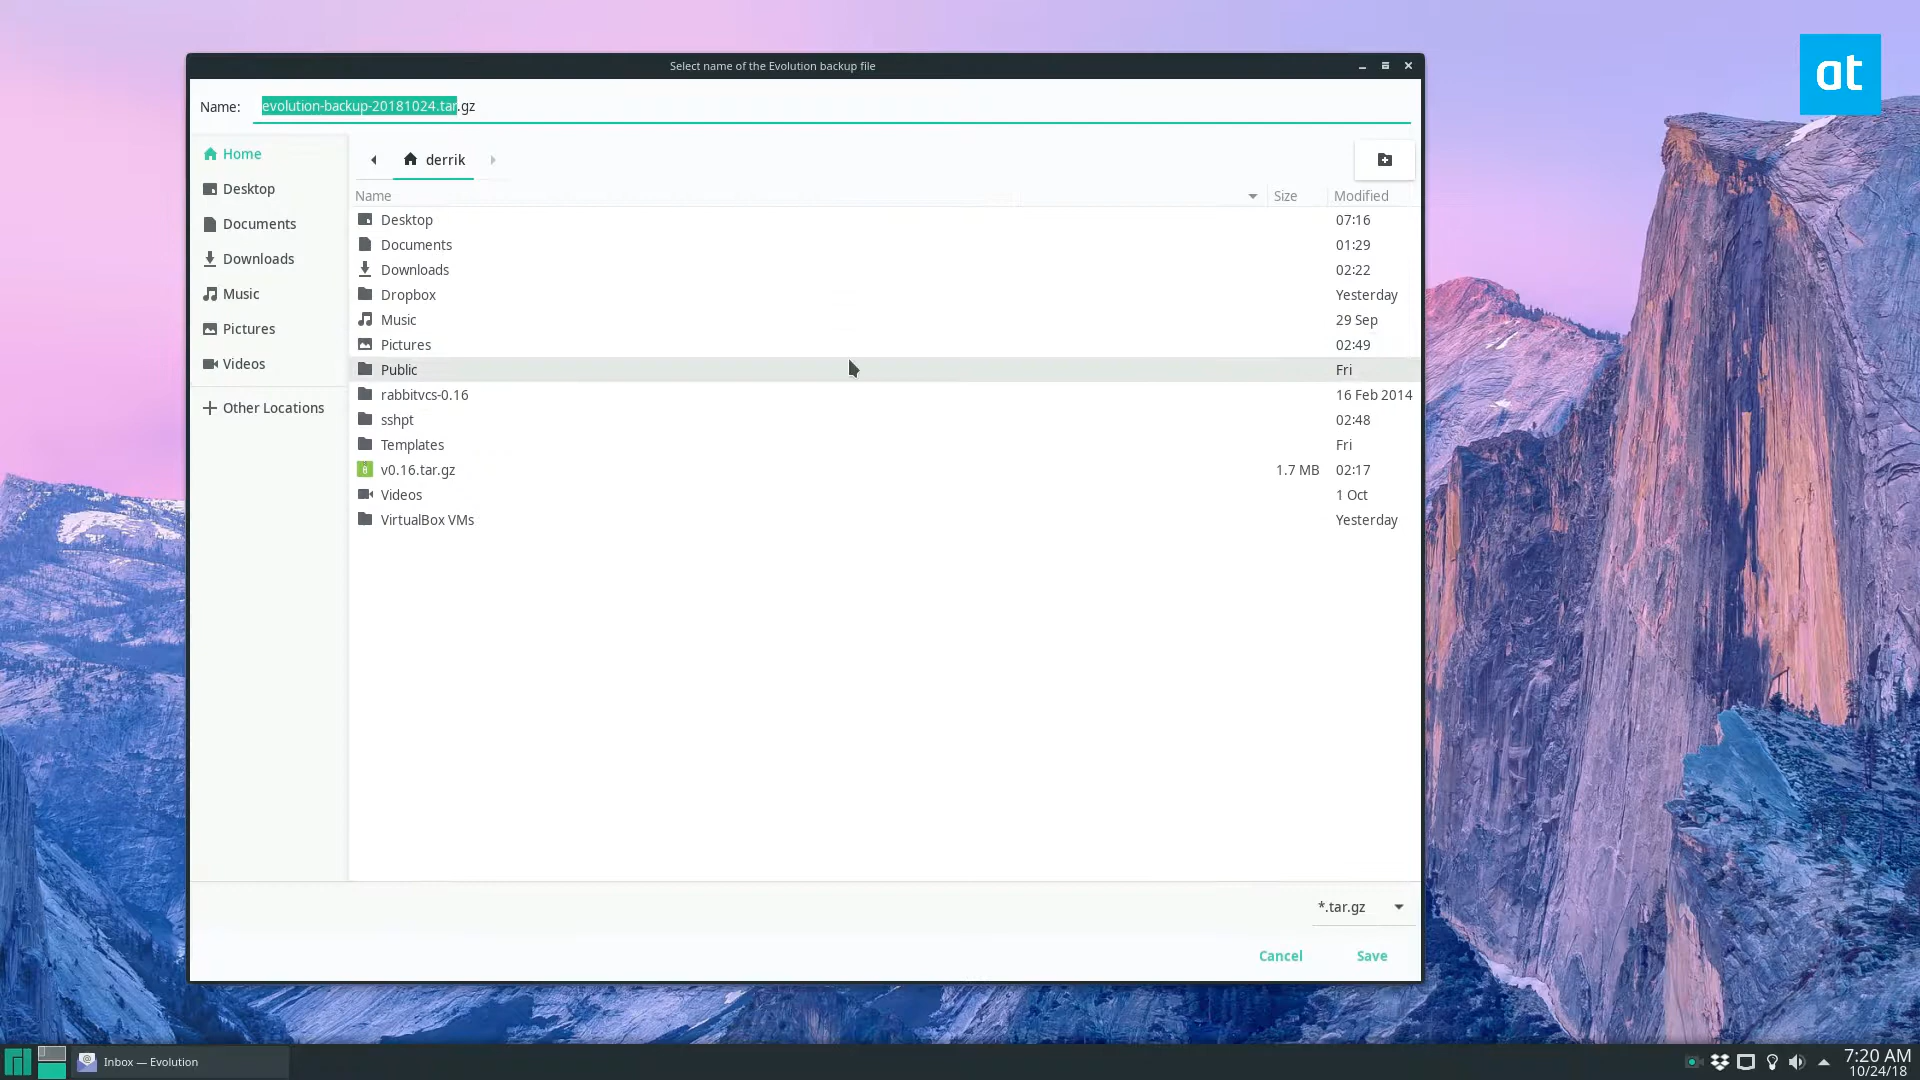 Select name of the Evolution backup file
at
Name: evolution-backup-20181024.tar.gz
Home
Desktop
Documents
Downloads
Music
Pictures
Videos
Other Locations
derrik
Name Size Modified
Desktop 07:16
Documents 01:29
Downloads 02:22
Dropbox Yesterday
Music 29 Sep
Pictures 02:49
Public Fri
rabbitvcs-0.16 16 Feb 2014
sshpt 02:48
Templates Fri
v0.16.tar.gz 1.7 MB 02:17
Videos 1 Oct
VirtualBox VMs Yesterday
*.tar.gz
Cancel Save
Inbox — Evolution
7:20 AM
10/24/18